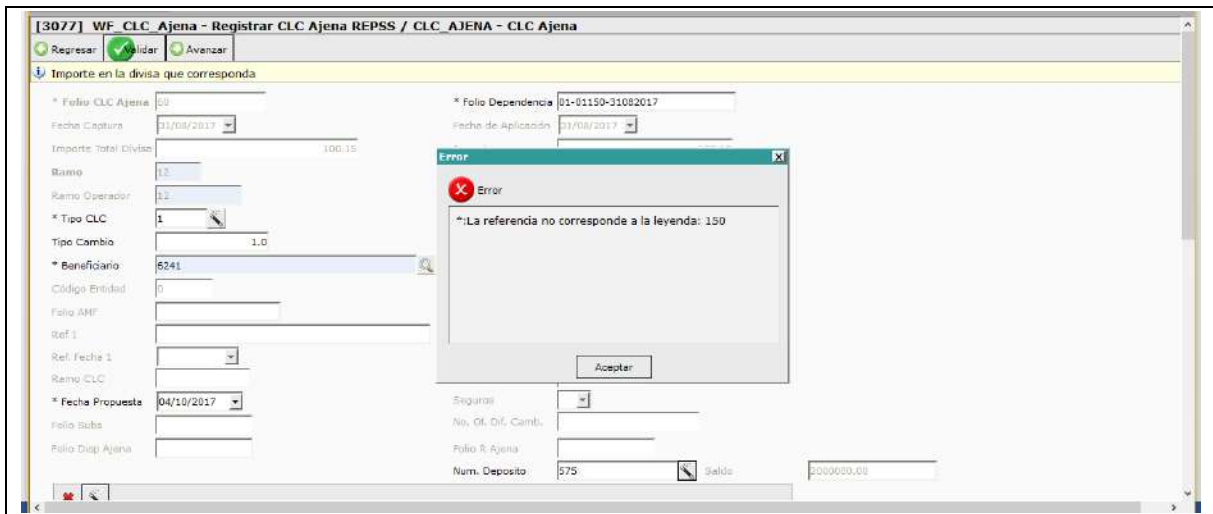 [3077] WF_CLC_Ajena - Registrar CLC Ajena REPSS / CLC_AJENA - CLC Ajena
Regresar Validar Avanzar
Importe en la divisa que corresponda
* Folio CLC Ajena 60 * Folio Dependencia 01-01150-31082017
Fecha Captura 31/08/2017 Fecha de Aplicación 31/08/2017
Importe Total Divisa 100.15
Error
Ramo 12
Error
Ramo Operador 12
*:La referencia no corresponde a la leyenda: 150
* Tipo CLC 1
Tipo Cambio 1.0
* Beneficiario 6241
Código Entidad 0
Folio AMF
Ref 1
Ref. Fecha 1
Aceptar
Ramo CLC
* Fecha Propuesta 04/10/2017 Seguros
Folio Subs No. Of. Dif. Camb.
Folio Disp Ajena Folio R Ajena
Num. Deposito 575 Saldo 2000000.00